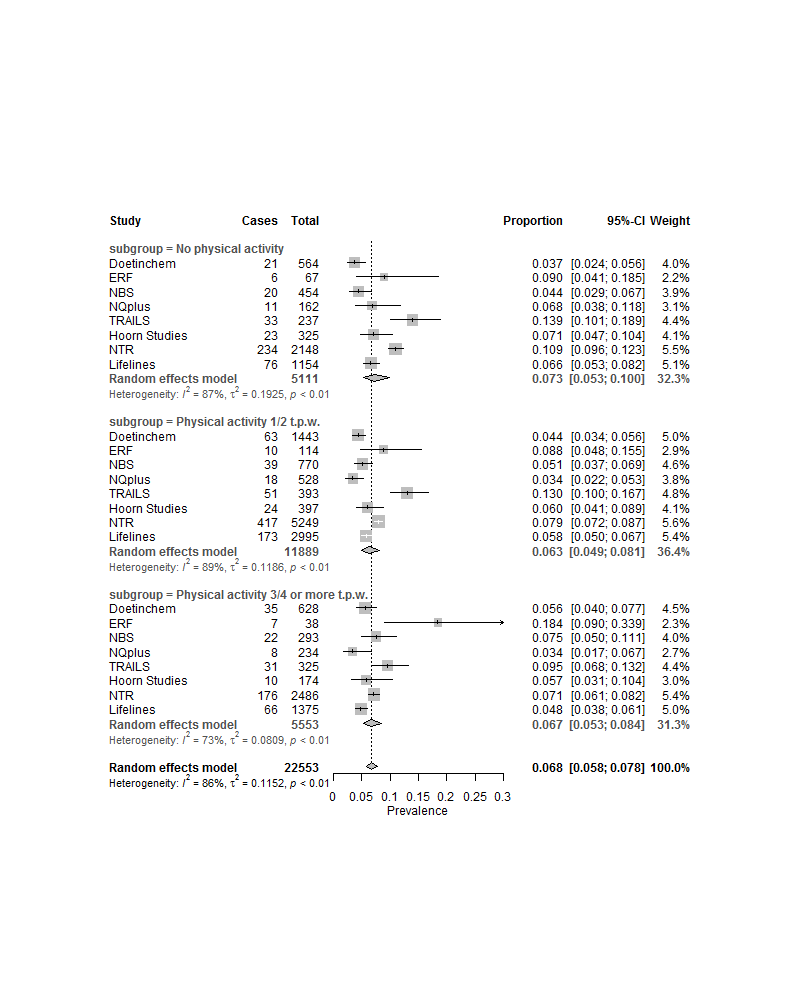 Study Cases Total Proportion 95%-CI Weight
subgroup = No physical activity
Doetinchem 21 564 0.037 [0.024; 0.056] 4.0%
ERF 6 67 0.090 [0.041; 0.185] 2.2%
NBS 20 454 0.044 [0.029; 0.067] 3.9%
NQplus 11 162 0.068 [0.038; 0.118] 3.1%
TRAILS 33 237 0.139 [0.101; 0.189] 4.4%
Hoorn Studies 23 325 0.071 [0.047; 0.104] 4.1%
NTR 234 2148 0.109 [0.096; 0.123] 5.5%
Lifelines 76 1154 0.066 [0.053; 0.082] 5.1%
Random effects model 5111 0.073 [0.053; 0.100] 32.3%
Heterogeneity: I² = 87%, τ² = 0.1925, p < 0.01
subgroup = Physical activity 1/2 t.p.w.
Doetinchem 63 1443 0.044 [0.034; 0.056] 5.0%
ERF 10 114 0.088 [0.048; 0.155] 2.9%
NBS 39 770 0.051 [0.037; 0.069] 4.6%
NQplus 18 528 0.034 [0.022; 0.053] 3.8%
TRAILS 51 393 0.130 [0.100; 0.167] 4.8%
Hoorn Studies 24 397 0.060 [0.041; 0.089] 4.1%
NTR 417 5249 0.079 [0.072; 0.087] 5.6%
Lifelines 173 2995 0.058 [0.050; 0.067] 5.5%
Random effects model 11889 0.063 [0.049; 0.081] 36.4%
Heterogeneity: I² = 89%, τ² = 0.1186, p < 0.01
subgroup = Physical activity 3/4 or more t.p.w.
Doetinchem 35 628 0.056 [0.040; 0.077] 4.5%
ERF 7 38 0.184 [0.090; 0.339] 2.3%
NBS 22 293 0.075 [0.050; 0.111] 4.0%
NQplus 8 234 0.034 [0.017; 0.067] 2.7%
TRAILS 31 325 0.095 [0.068; 0.132] 4.4%
Hoorn Studies 10 174 0.057 [0.031; 0.104] 3.0%
NTR 176 2486 0.071 [0.061; 0.082] 5.4%
Lifelines 66 1375 0.048 [0.038; 0.061] 5.0%
Random effects model 5553 0.067 [0.053; 0.084] 31.3%
Heterogeneity: I² = 73%, τ² = 0.0809, p < 0.01
Random effects model 22553 0.068 [0.058; 0.078] 100.0%
Heterogeneity: I² = 86%, τ² = 0.1152, p < 0.01
0 0.05 0.1 0.15 0.2 0.25 0.3
Prevalence